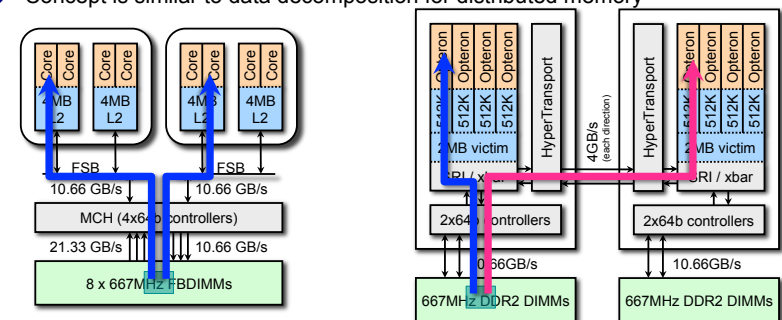 Concept is similar to data decomposition for distributed memory
Core Core Core Core
Core Core Core Core
4MB L2
4MB L2
4MB L2
4MB L2
FSB
FSB
10.66 GB/s
10.66 GB/s
MCH (4x64b controllers)
21.33 GB/s
10.66 GB/s
8 x 667MHz FBDIMMs
Opteron Opteron Opteron Opteron
512K 512K 512K 512K
2MB victim
SRI / xbar
HyperTransport
2x64b controllers
10.66GB/s
667MHz DDR2 DIMMs
4GB/s
(each direction)
HyperTransport
Opteron Opteron Opteron Opteron
512K 512K 512K 512K
2MB victim
SRI / xbar
2x64b controllers
10.66GB/s
667MHz DDR2 DIMMs